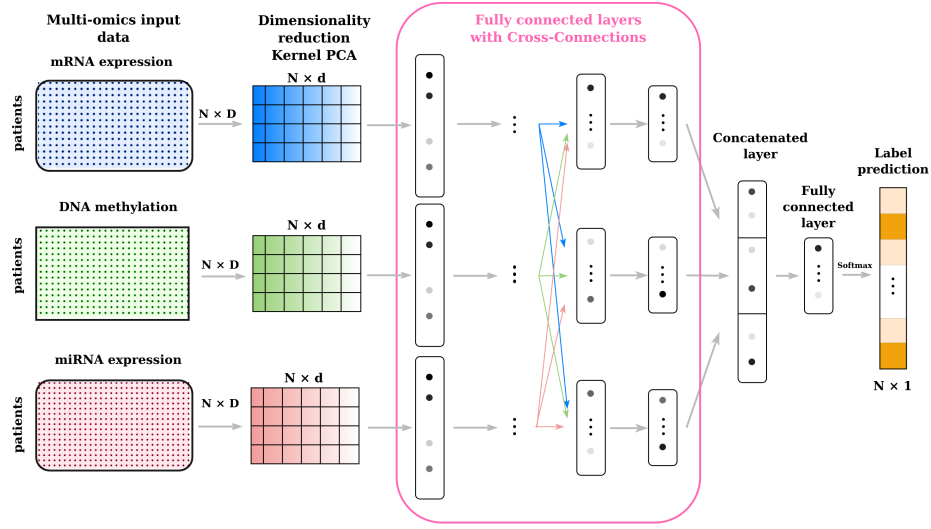 Multi-omics input
data
Dimensionality
reduction
Kernel PCA
Fully connected layers
with Cross-Connections
mRNA expression
N × d
patients
N × D
Concatenated
layer
Label
prediction
DNA methylation
N × d
patients
N × D
Fully
connected
layer
Softmax
miRNA expression
N × d
patients
N × D
N × 1